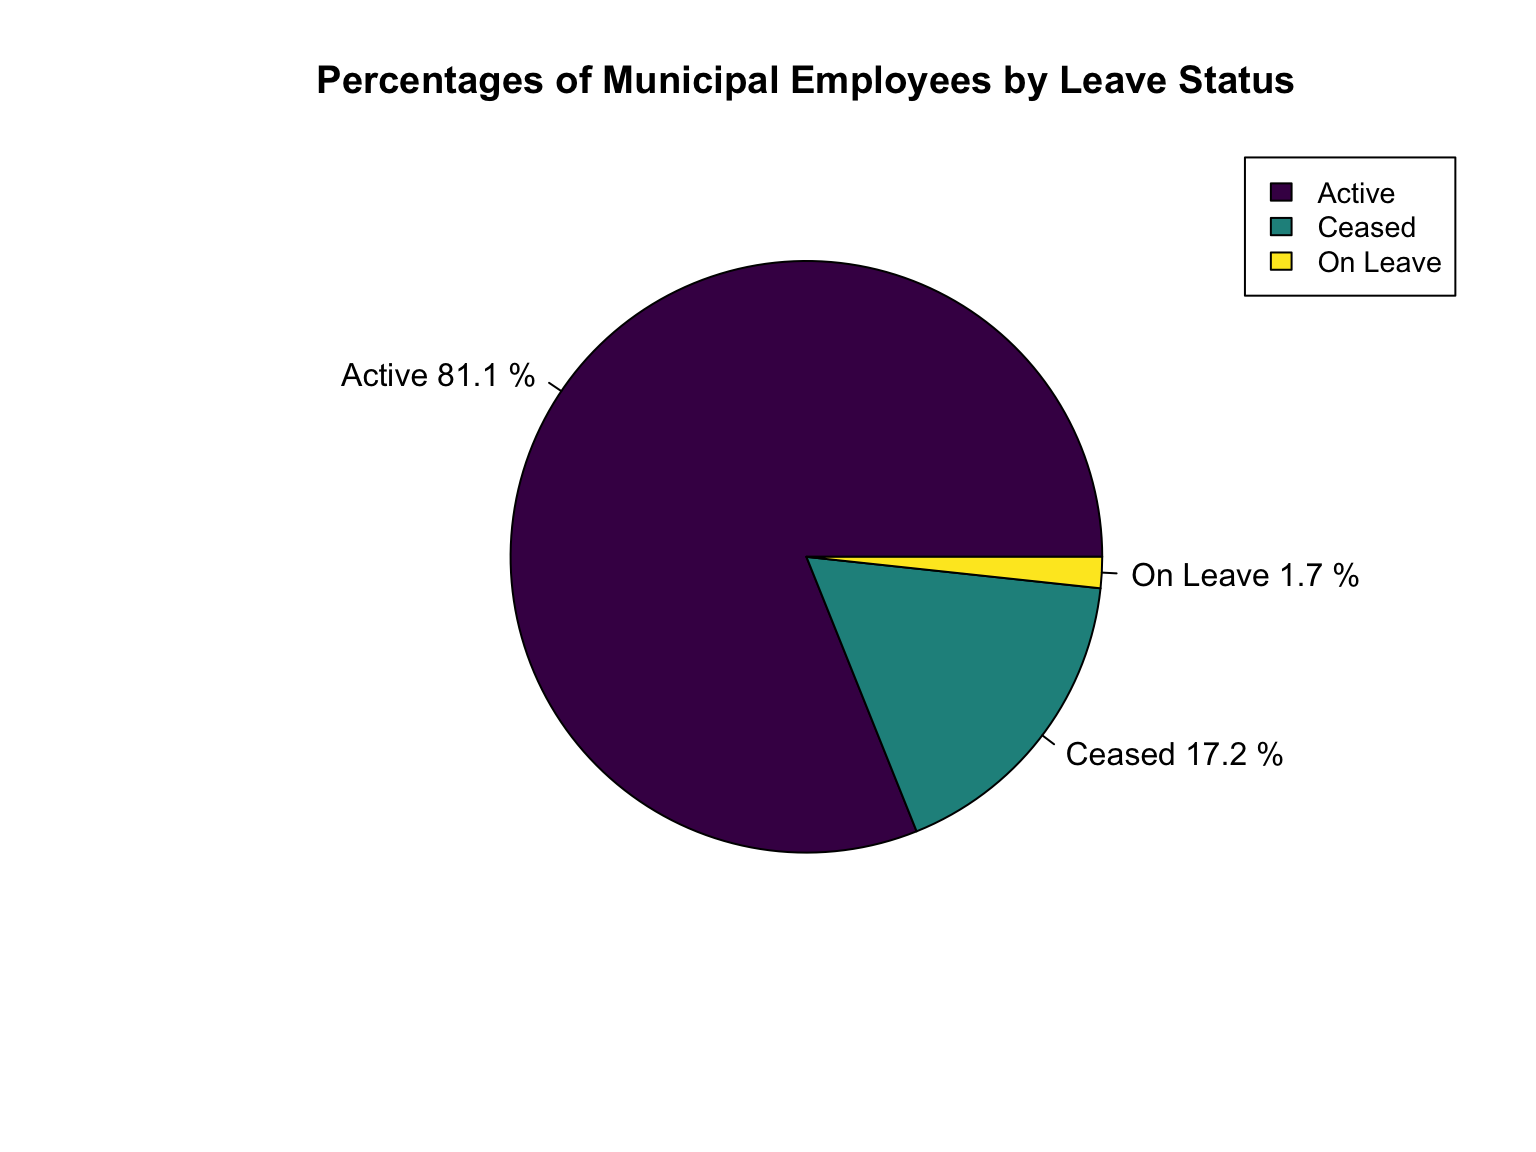 Percentages of Municipal Employees by Leave Status
Active
Ceased
On Leave
Active 81.1 %
On Leave 1.7 %
Ceased 17.2 %